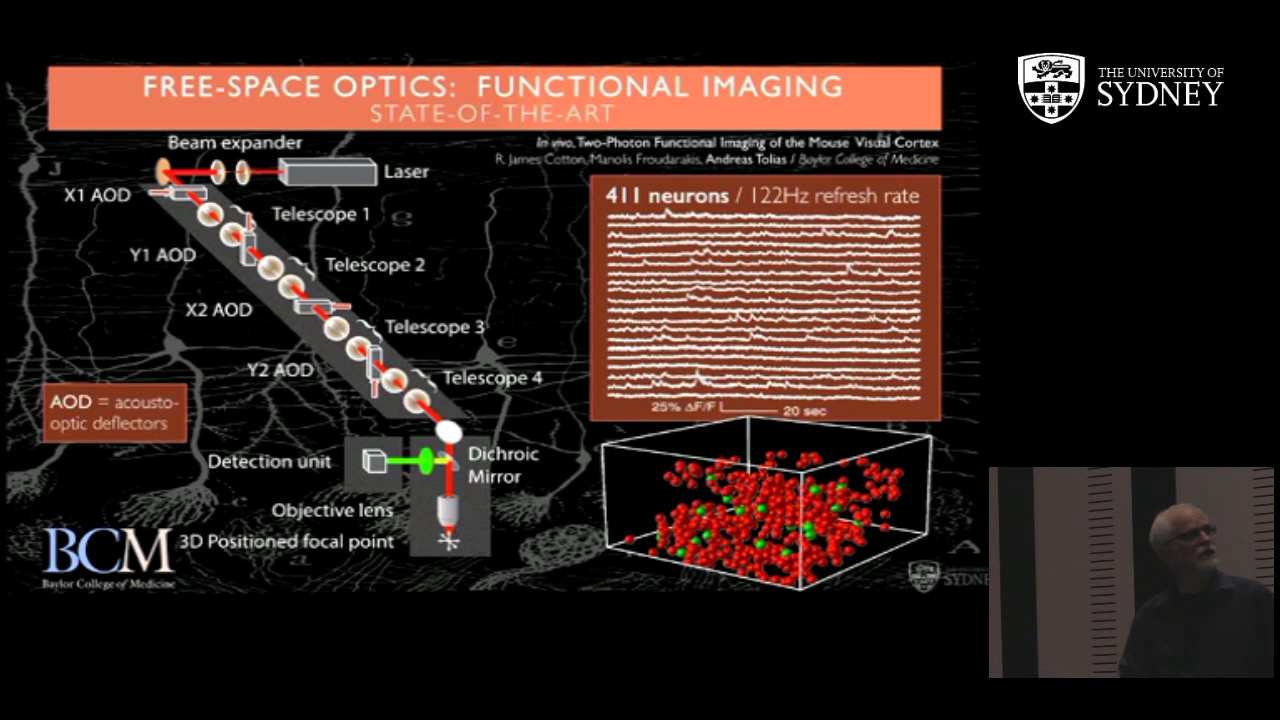 FREE-SPACE OPTICS: FUNCTIONAL IMAGING
STATE-OF-THE-ART
THE UNIVERSITY OF
SYDNEY
In vivo, Two-Photon Functional Imaging of the Mouse Visual Cortex
R. James Cotton, Manolis Froudarakis, Andreas Tolias / Baylor College of Medicine
Beam expander
Laser
X1 AOD
Telescope 1
Y1 AOD
Telescope 2
X2 AOD
Telescope 3
Y2 AOD
Telescope 4
AOD = acousto-
optic deflectors
Detection unit
Dichroic
Mirror
Objective lens
3D Positioned focal point
BCM
Baylor College of Medicine
411 neurons / 122Hz refresh rate
25% ΔF/F
20 sec
J
e
a
A
SYDNE